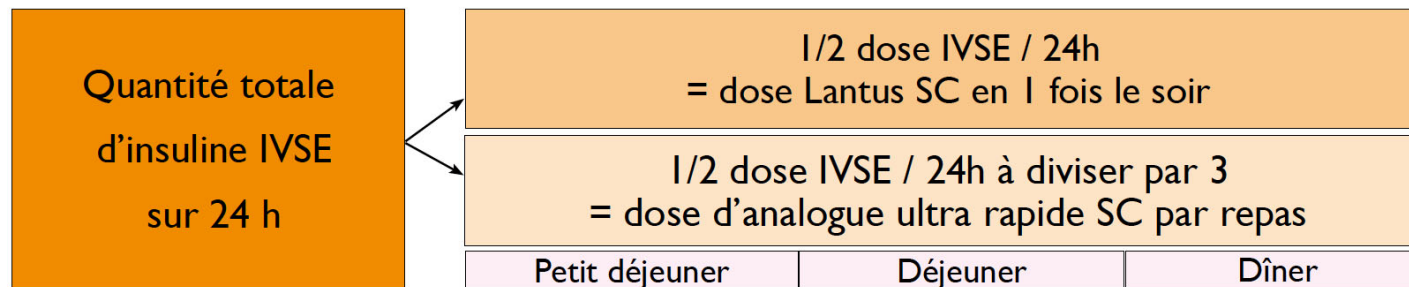 Quantité totale
d’insuline IVSE
sur 24 h
1/2 dose IVSE / 24h
= dose Lantus SC en 1 fois le soir
1/2 dose IVSE / 24h à diviser par 3
= dose d’analogue ultra rapide SC par repas
Petit déjeuner
Déjeuner
Dîner